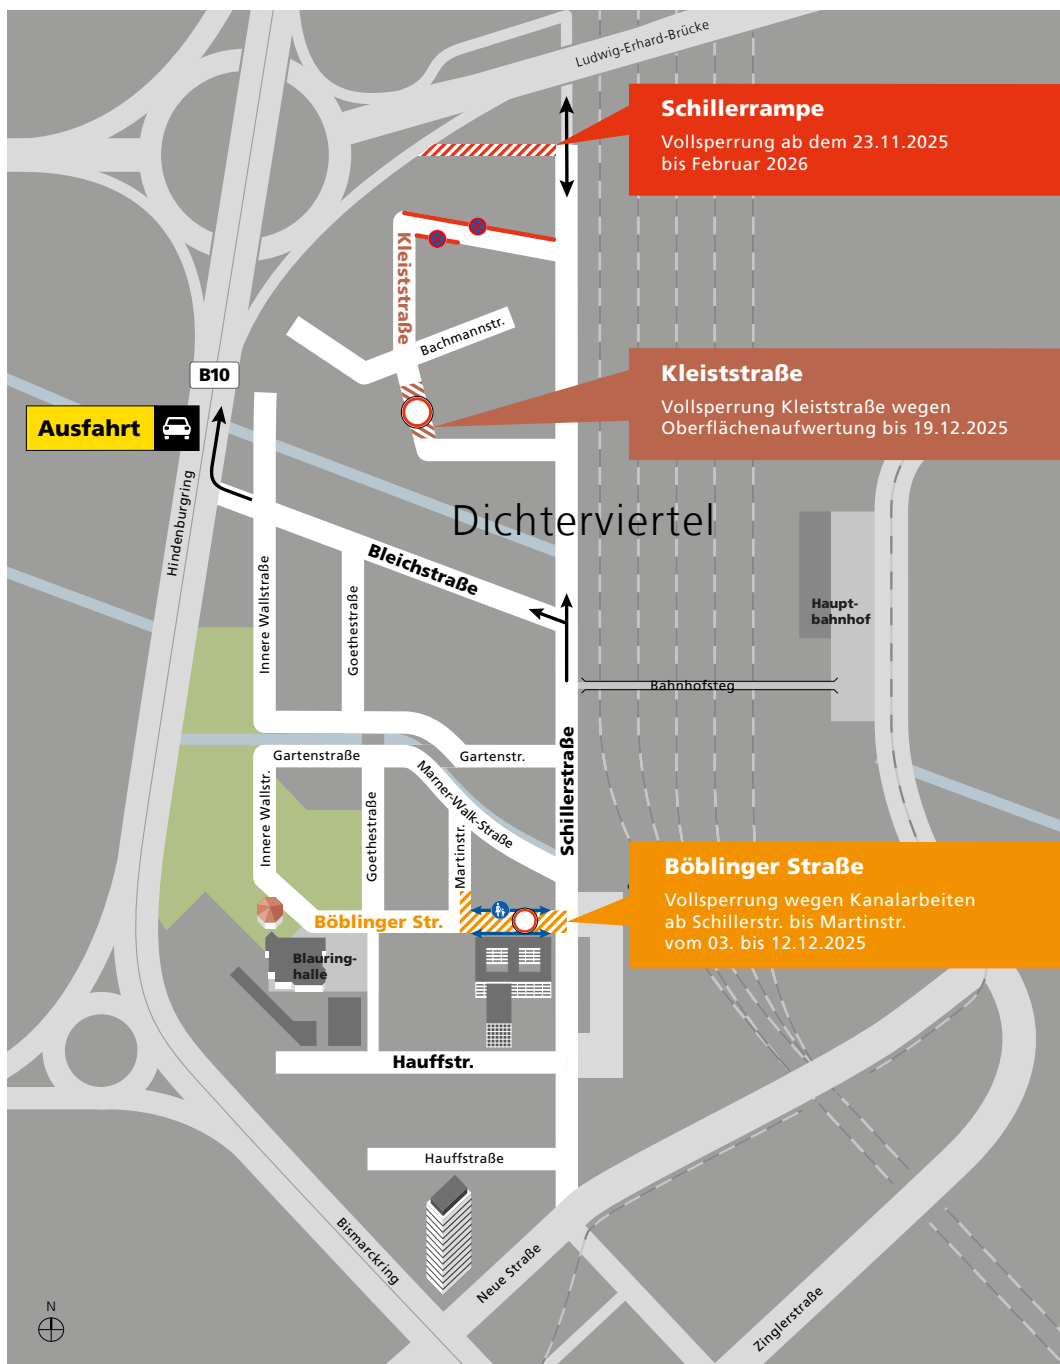 Ludwig-Erhard-Brücke
Schillerrampe
Vollsperrung ab dem 23.11.2025
bis Februar 2026
Kleiststraße
Bachmannstr.
B10
Kleiststraße
Vollsperrung Kleiststraße wegen
Oberflächenaufwertung bis 19.12.2025
Ausfahrt
Hindenburgring
Dichterviertel
Bleichstraße
Innere Wallstraße
Goethestraße
Haupt-
bahnhof
Bahnhofsteg
Schillerstraße
Gartenstraße
Gartenstr.
Marner-Walk-Straße
Innere Wallstr.
Goethestraße
Martinstr.
Böblinger Straße
Vollsperrung wegen Kanalarbeiten
ab Schillerstr. bis Martinstr.
vom 03. bis 12.12.2025
Böblinger Str.
Blauring-
halle
Hauffstr.
Hauffstraße
Bismarckring
Neue Straße
Zinglerstraße
N